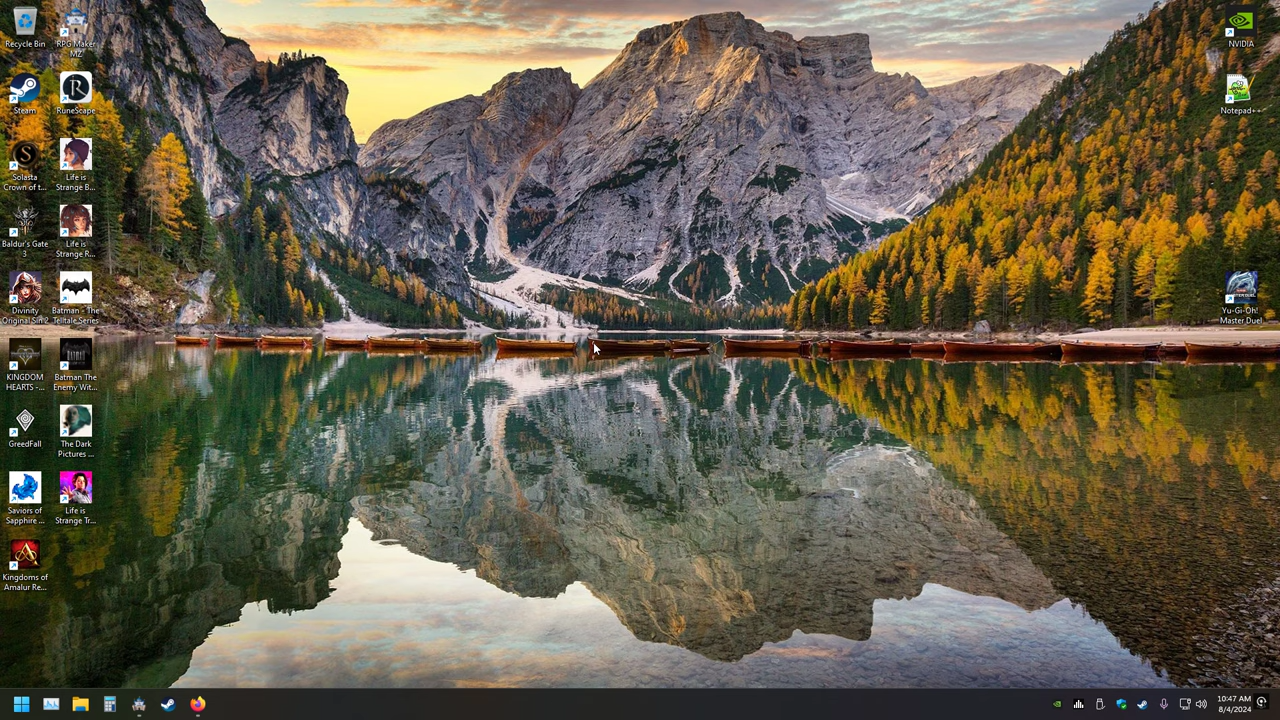 Recycle Bin
RPG Maker
MZ
NVIDIA
Steam
RuneScape
Notepad++
Solasta
Crown of t...
Life is
Strange B...
Baldur's Gate
3
Life is
Strange R...
Divinity
Original Sin 2
Batman - The
Telltale Series
Yu-Gi-Oh!
Master Duel
KINGDOM
HEARTS -...
Batman The
Enemy Wit...
GreedFall
The Dark
Pictures ...
Saviors of
Sapphire ...
Life is
Strange Tr...
Kingdoms of
Amalur Re...
10:47 AM
8/4/2024